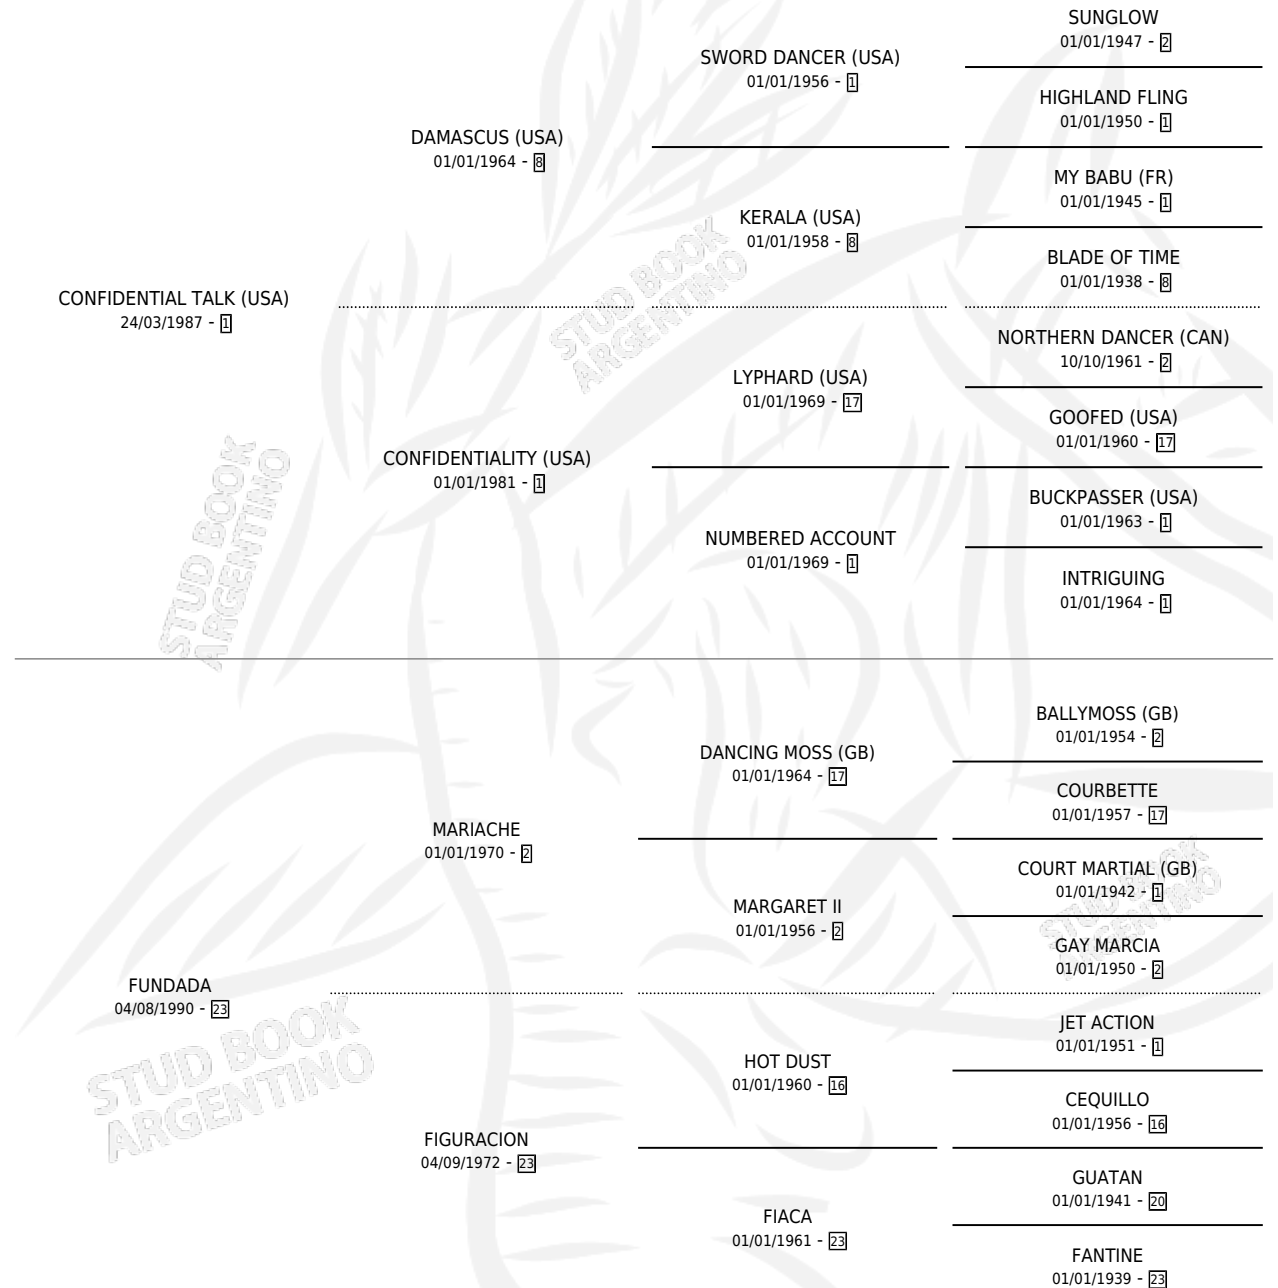 SUNGLOW
01/01/1947 - 2
SWORD DANCER (USA)
01/01/1956 - 1
HIGHLAND FLING
01/01/1950 - 1
DAMASCUS (USA)
01/01/1964 - 8
MY BABU (FR)
01/01/1945 - 1
KERALA (USA)
01/01/1958 - 8
BLADE OF TIME
01/01/1938 - 8
CONFIDENTIAL TALK (USA)
24/03/1987 - 1
NORTHERN DANCER (CAN)
10/10/1961 - 2
LYPHARD (USA)
01/01/1969 - 17
GOOFED (USA)
01/01/1960 - 17
CONFIDENTIALITY (USA)
01/01/1981 - 1
BUCKPASSER (USA)
01/01/1963 - 1
NUMBERED ACCOUNT
01/01/1969 - 1
INTRIGUING
01/01/1964 - 1
BALLYMOSS (GB)
01/01/1954 - 2
DANCING MOSS (GB)
01/01/1964 - 17
COURBETTE
01/01/1957 - 17
MARIACHE
01/01/1970 - 2
COURT MARTIAL (GB)
01/01/1942 - 1
MARGARET II
01/01/1956 - 2
GAY MARCIA
01/01/1950 - 2
FUNDADA
04/08/1990 - 23
JET ACTION
01/01/1951 - 1
HOT DUST
01/01/1960 - 16
CEQUILLO
01/01/1956 - 16
FIGURACION
04/09/1972 - 23
GUATAN
01/01/1941 - 20
FIACA
01/01/1961 - 23
FANTINE
01/01/1939 - 23
STUD BOOK
ARGENTINO
STUD BOOK
ARGENTINO
STUD BOOK
ARGENTINO
STUD BOOK
ARGENTINO